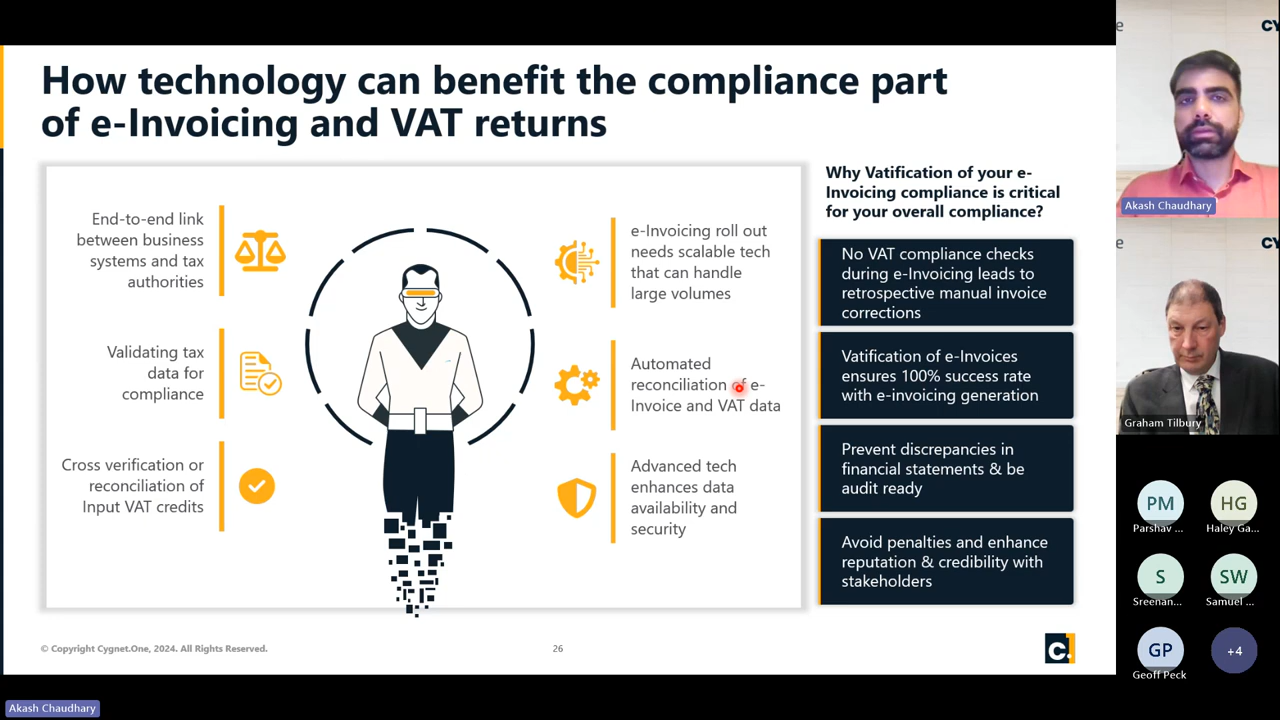 How technology can benefit the compliance part
of e-Invoicing and VAT returns
End-to-end link
between business
systems and tax
authorities
Validating tax
data for
compliance
Cross verification or
reconciliation of
Input VAT credits
e-Invoicing roll out
needs scalable tech
that can handle
large volumes
Automated
reconciliation of e-
Invoice and VAT data
Advanced tech
enhances data
availability and
security
Why Vatification of your e-
Invoicing compliance is critical
for your overall compliance?
No VAT compliance checks
during e-Invoicing leads to
retrospective manual invoice
corrections
Vatification of e-Invoices
ensures 100% success rate
with e-invoicing generation
Prevent discrepancies in
financial statements & be
audit ready
Avoid penalties and enhance
reputation & credibility with
stakeholders
© Copyright Cygnet.One, 2024. All Rights Reserved.
26
C.
e
CY
Akash Chaudhary
e
CY
Graham Tilbury
PM
Parshav ...
HG
Haley Ga...
S
Sreenan...
SW
Samuel ...
GP
Geoff Peck
+4
Akash Chaudhary